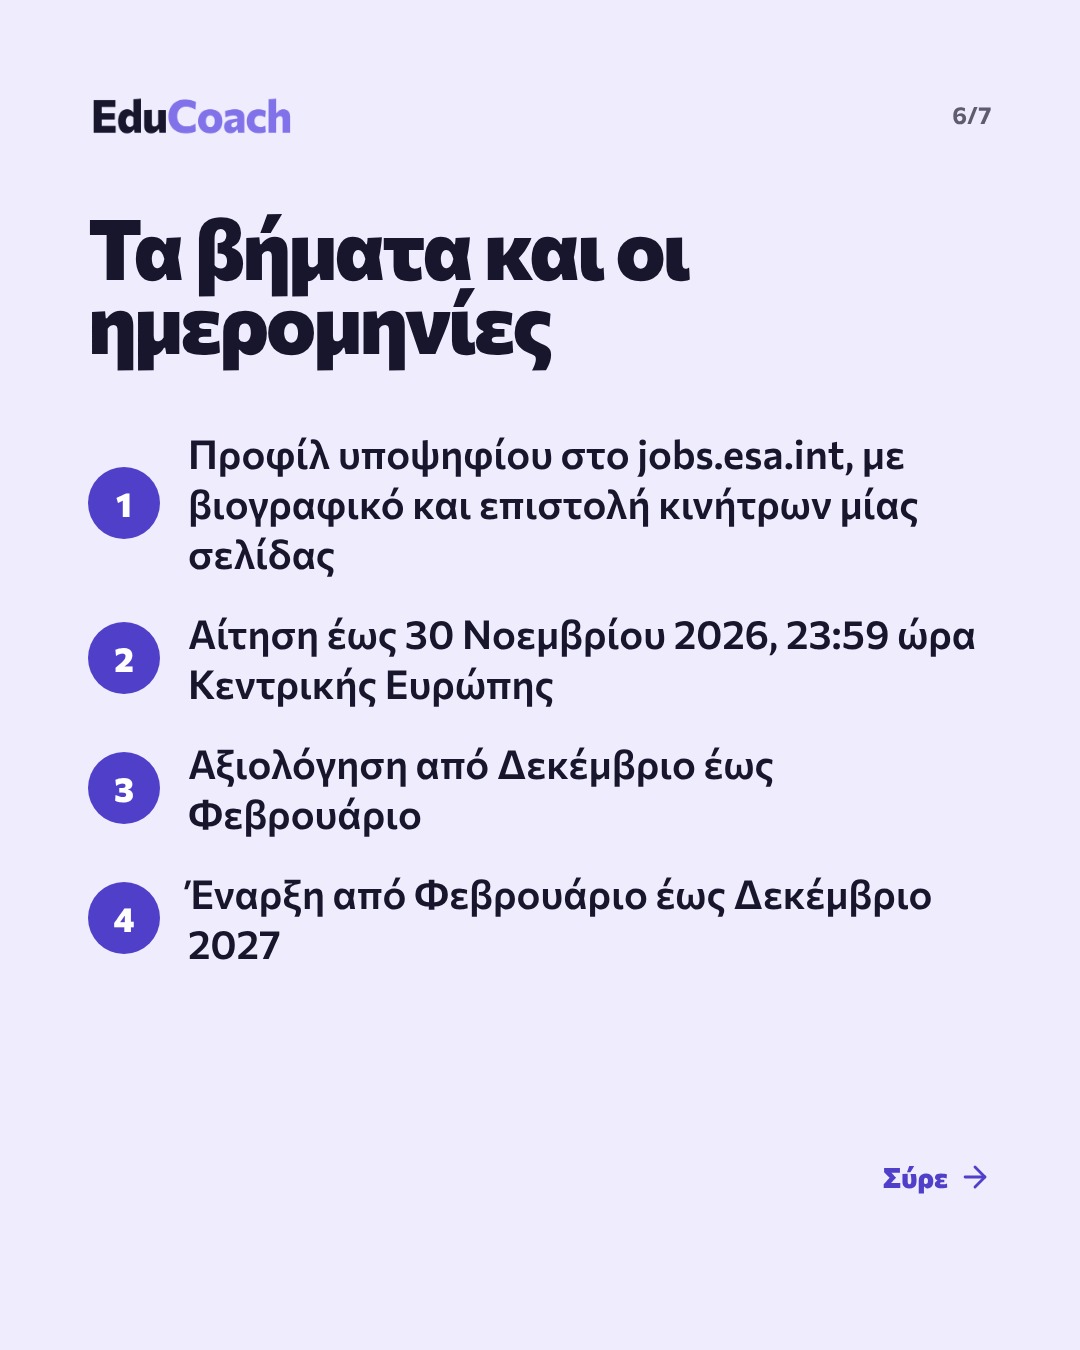 EduCoach
6/7
Τα βήματα και οι
ημερομηνίες
1
Προφίλ υποψηφίου στο jobs.esa.int, με
βιογραφικό και επιστολή κινήτρων μίας
σελίδας
2
Αίτηση έως 30 Νοεμβρίου 2026, 23:59 ώρα
Κεντρικής Ευρώπης
3
Αξιολόγηση από Δεκέμβριο έως
Φεβρουάριο
4
Έναρξη από Φεβρουάριο έως Δεκέμβριο
2027
Σύρε →